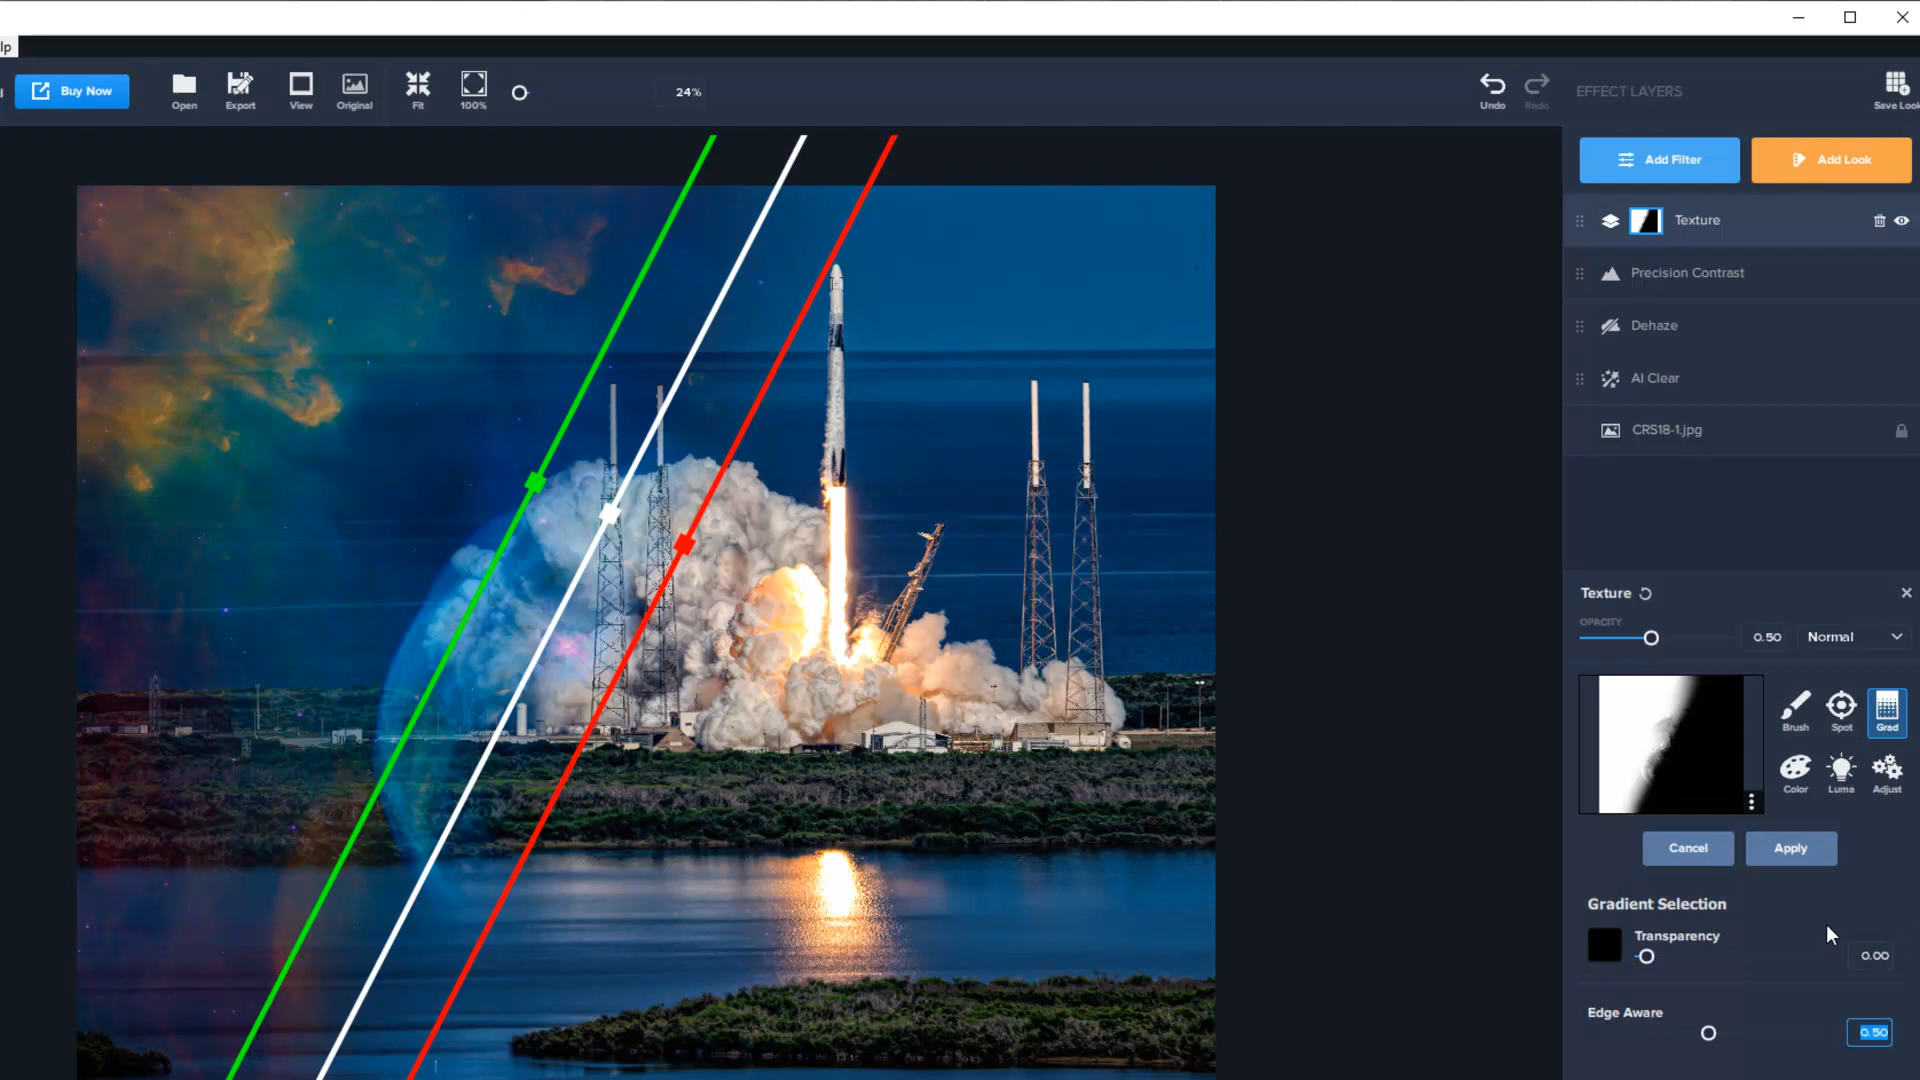 lp
Buy Now
Open
Export
View
Original
Fit
100%
24%
Undo
Redo
EFFECT LAYERS
Save Look
Add Filter
Add Look
Texture
Precision Contrast
Dehaze
AI Clear
CRS18-1.jpg
Texture
OPACITY
0.50
Normal
Brush
Spot
Grad
Color
Luma
Adjust
Cancel
Apply
Gradient Selection
Transparency
0.00
Edge Aware
0.50